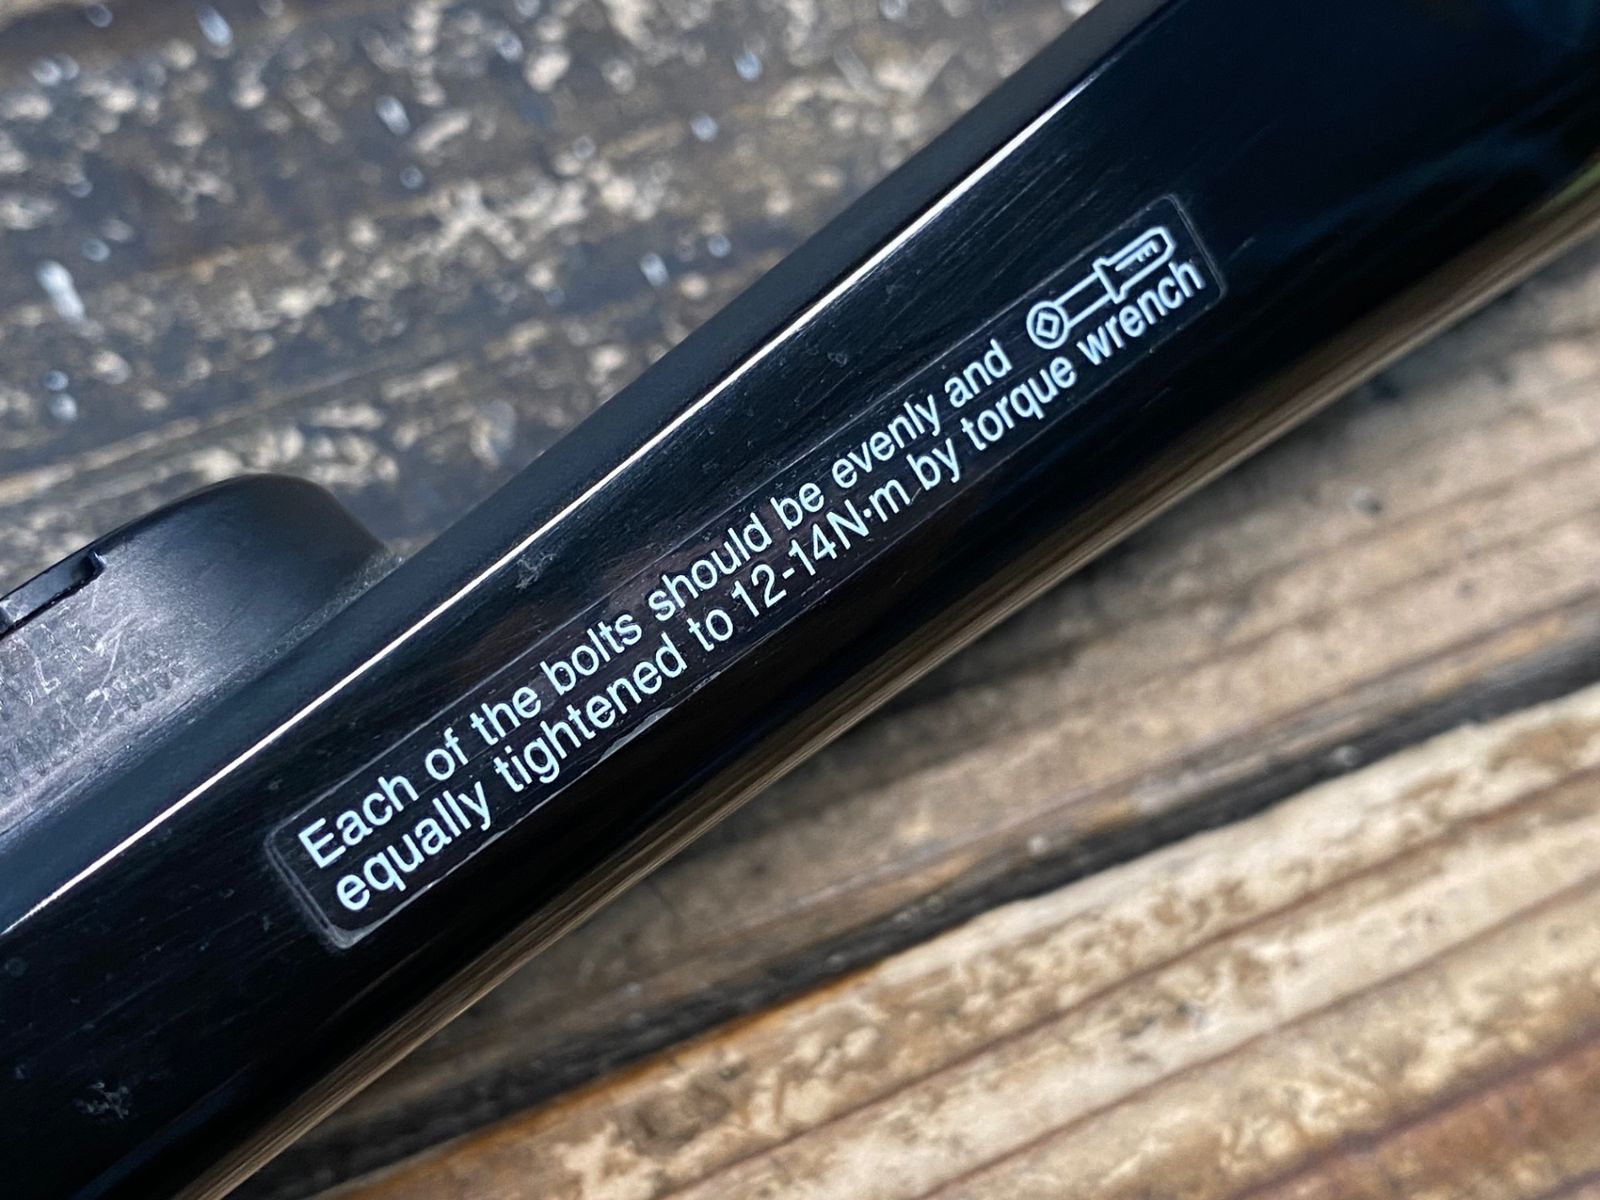 Each of the bolts should be evenly and
equally tightened to 12-14N·m by torque wrench